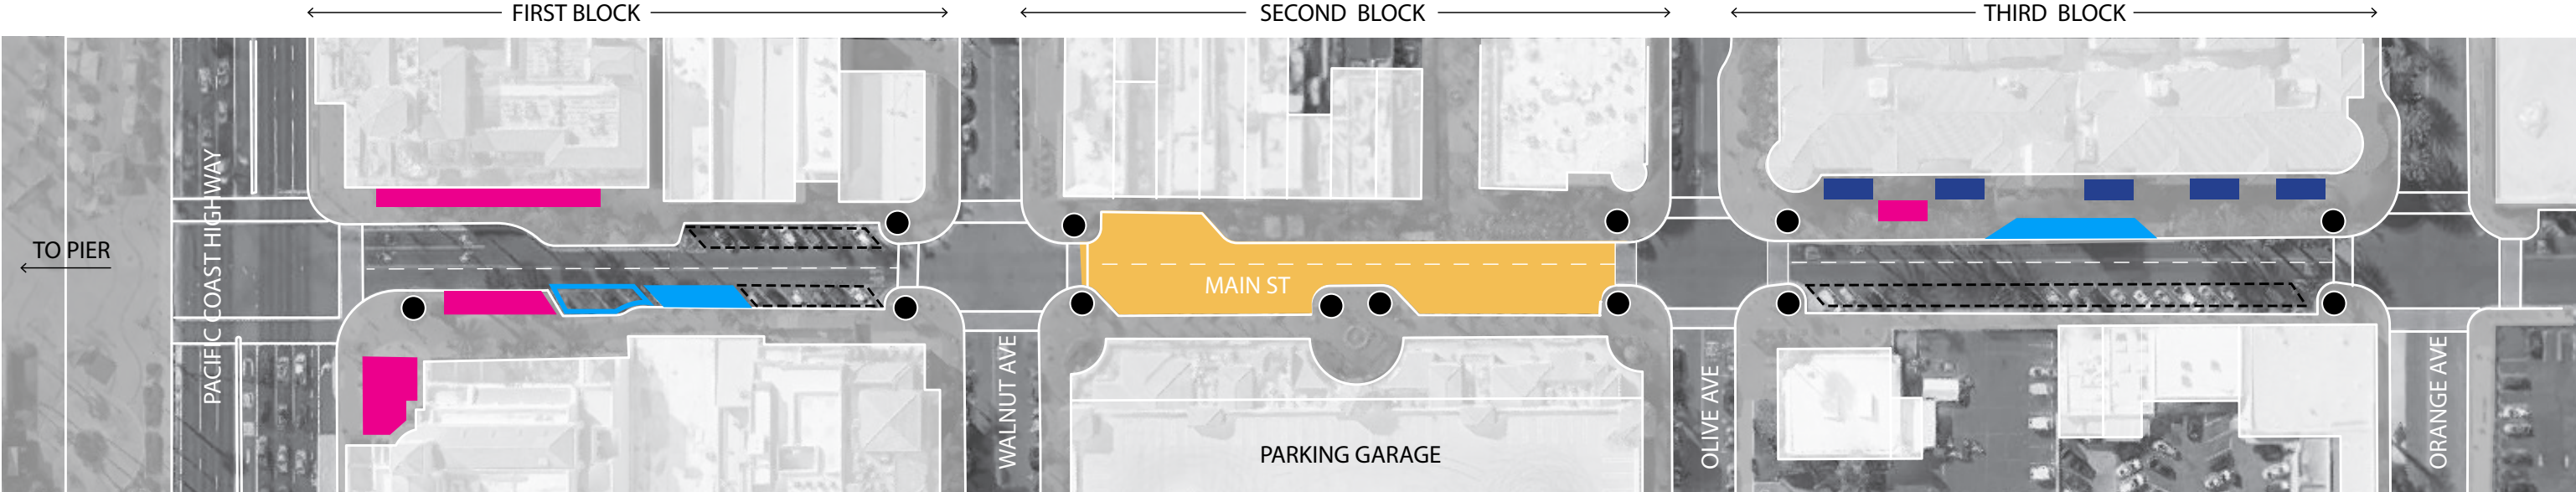 FIRST BLOCK
SECOND BLOCK
THIRD BLOCK
TO PIER
PACIFIC COAST HIGHWAY
MAIN ST
WALNUT AVE
OLIVE AVE
ORANGE AVE
PARKING GARAGE